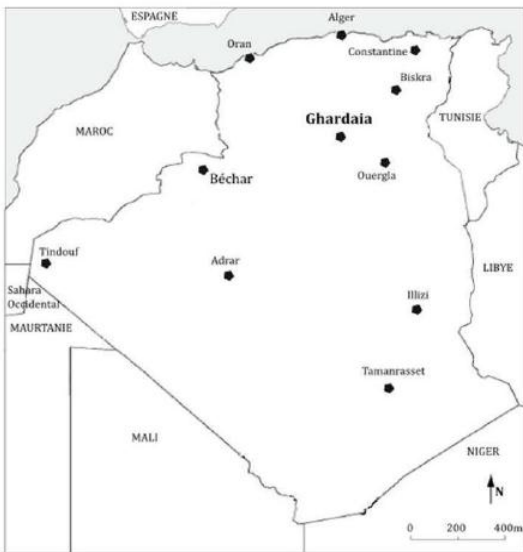 ESPAGNE
Alger
Oran
Constantine
Biskra
MAROC
Ghardaia
TUNISIE
Ouergla
Béchar
Tindouf
Adrar
LIBYE
Sahara
Occidental
Illizi
MAURTANIE
Tamanrasset
MALI
NIGER
N
0 200 400m